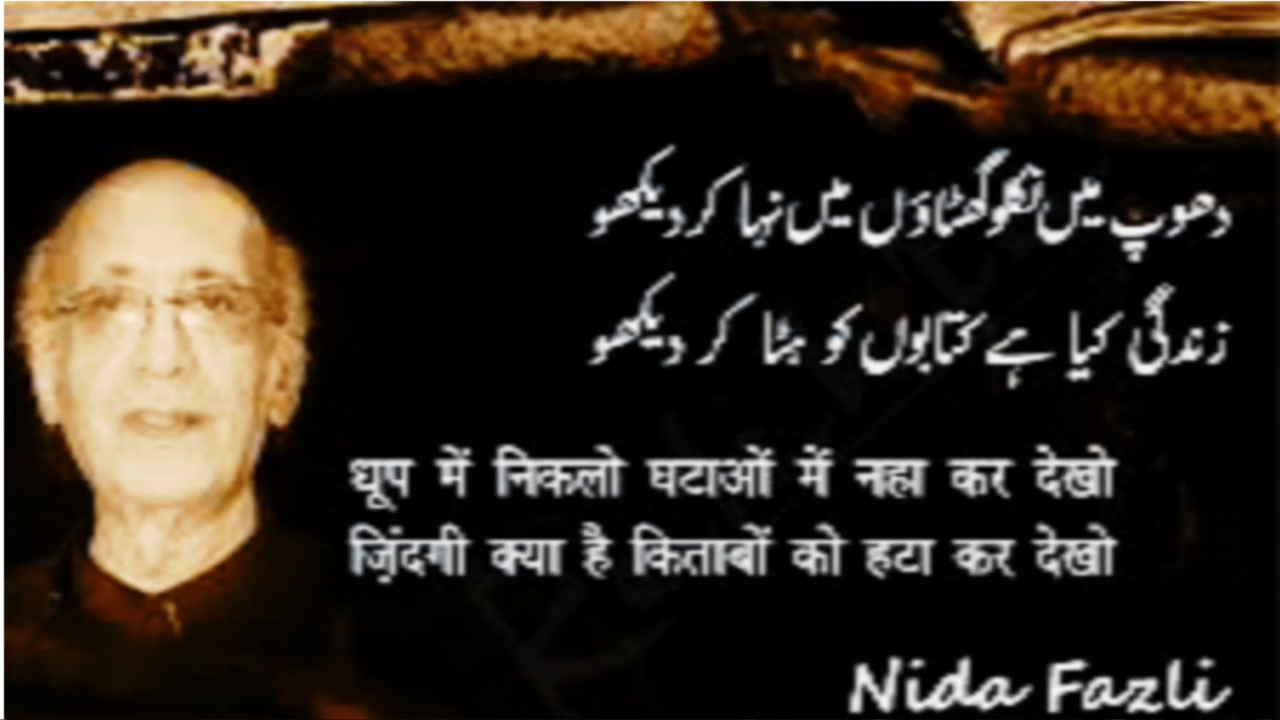 دھوپ میں نکلو گھٹاؤں میں نہا کر دیکھو
زندگی کیا ہے کتابوں کو ہٹا کر دیکھو
धूप में निकलो घटाओं में नहा कर देखो
ज़िंदगी क्या है किताबों को हटा कर देखो
Nida Fazli